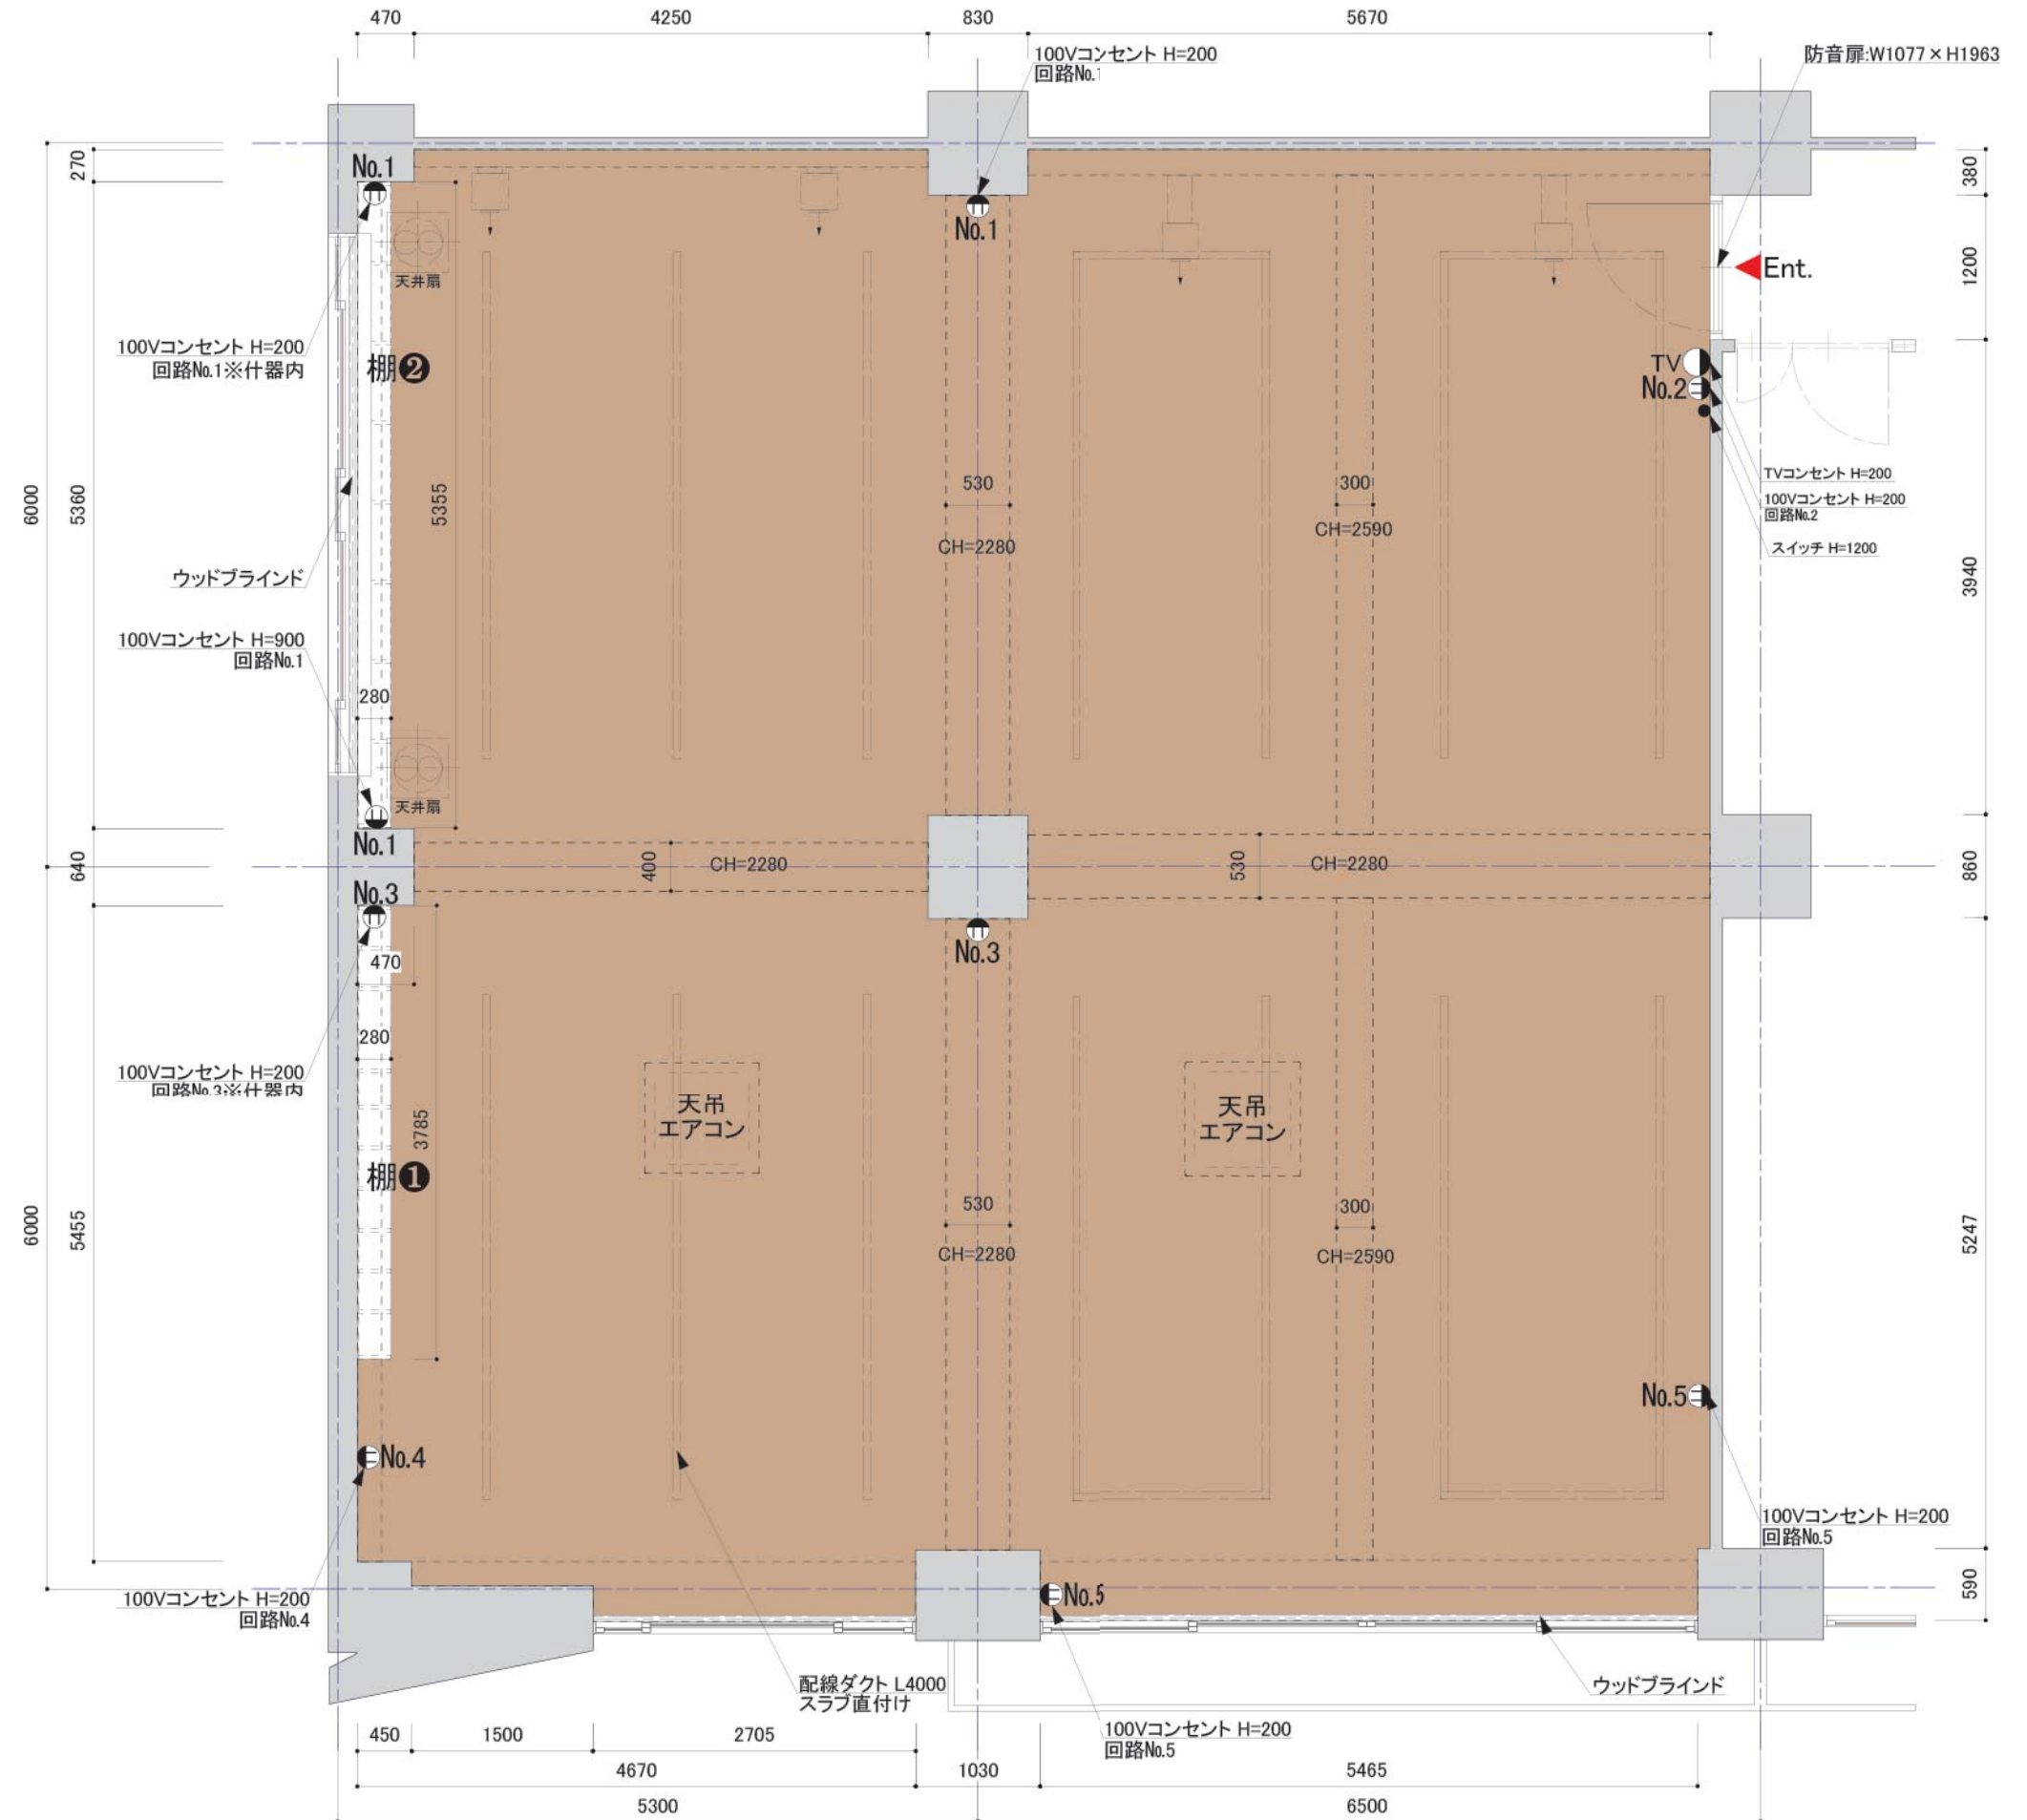 470
4250
830
5670
100Vコンセント H=200
回路No.1
防音扉:W1077×H1963
270
No.1
380
No.1
1200
Ent.
天井扇
100Vコンセント H=200
回路No.1※什器内
棚❷
TV
No.2
TVコンセント H=200
100Vコンセント H=200
回路No.2
スイッチ H=1200
6000
5360
5355
530
CH=2280
300
CH=2590
ウッドブラインド
3940
100Vコンセント H=900
回路No.1
280
天井扇
No.1
640
400
CH=2280
530
CH=2280
860
No.3
No.3
470
280
100Vコンセント H=200
回路No.3※什器内
3785
天吊
エアコン
天吊
エアコン
棚❶
6000
5455
530
CH=2280
300
CH=2590
5247
No.5
No.4
100Vコンセント H=200
回路No.5
100Vコンセント H=200
回路No.4
No.5
590
配線ダクト L4000
スラブ直付け
ウッドブラインド
100Vコンセント H=200
回路No.5
450
1500
2705
4670
1030
5465
5300
6500